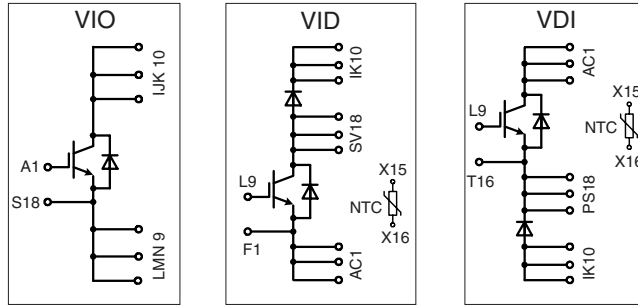 VIO
IJK 10
A1
S18
LMN 9
VID
IK10
SV18
L9
X15
NTC
X16
F1
AC1
VDI
AC1
L9
X15
NTC
X16
T16
PS18
IK10